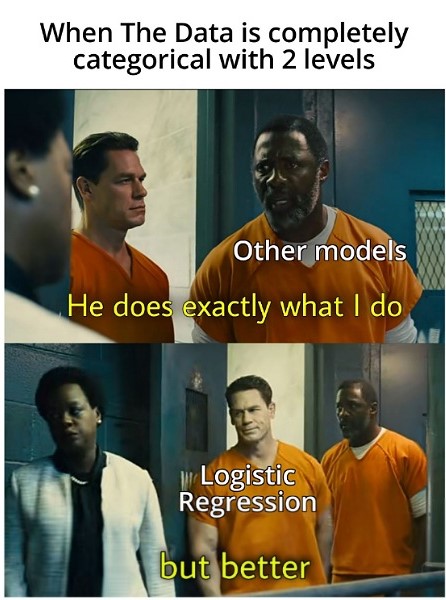 When The Data is completely
categorical with 2 levels
Other models
He does exactly what I do
Logistic
Regression
but better